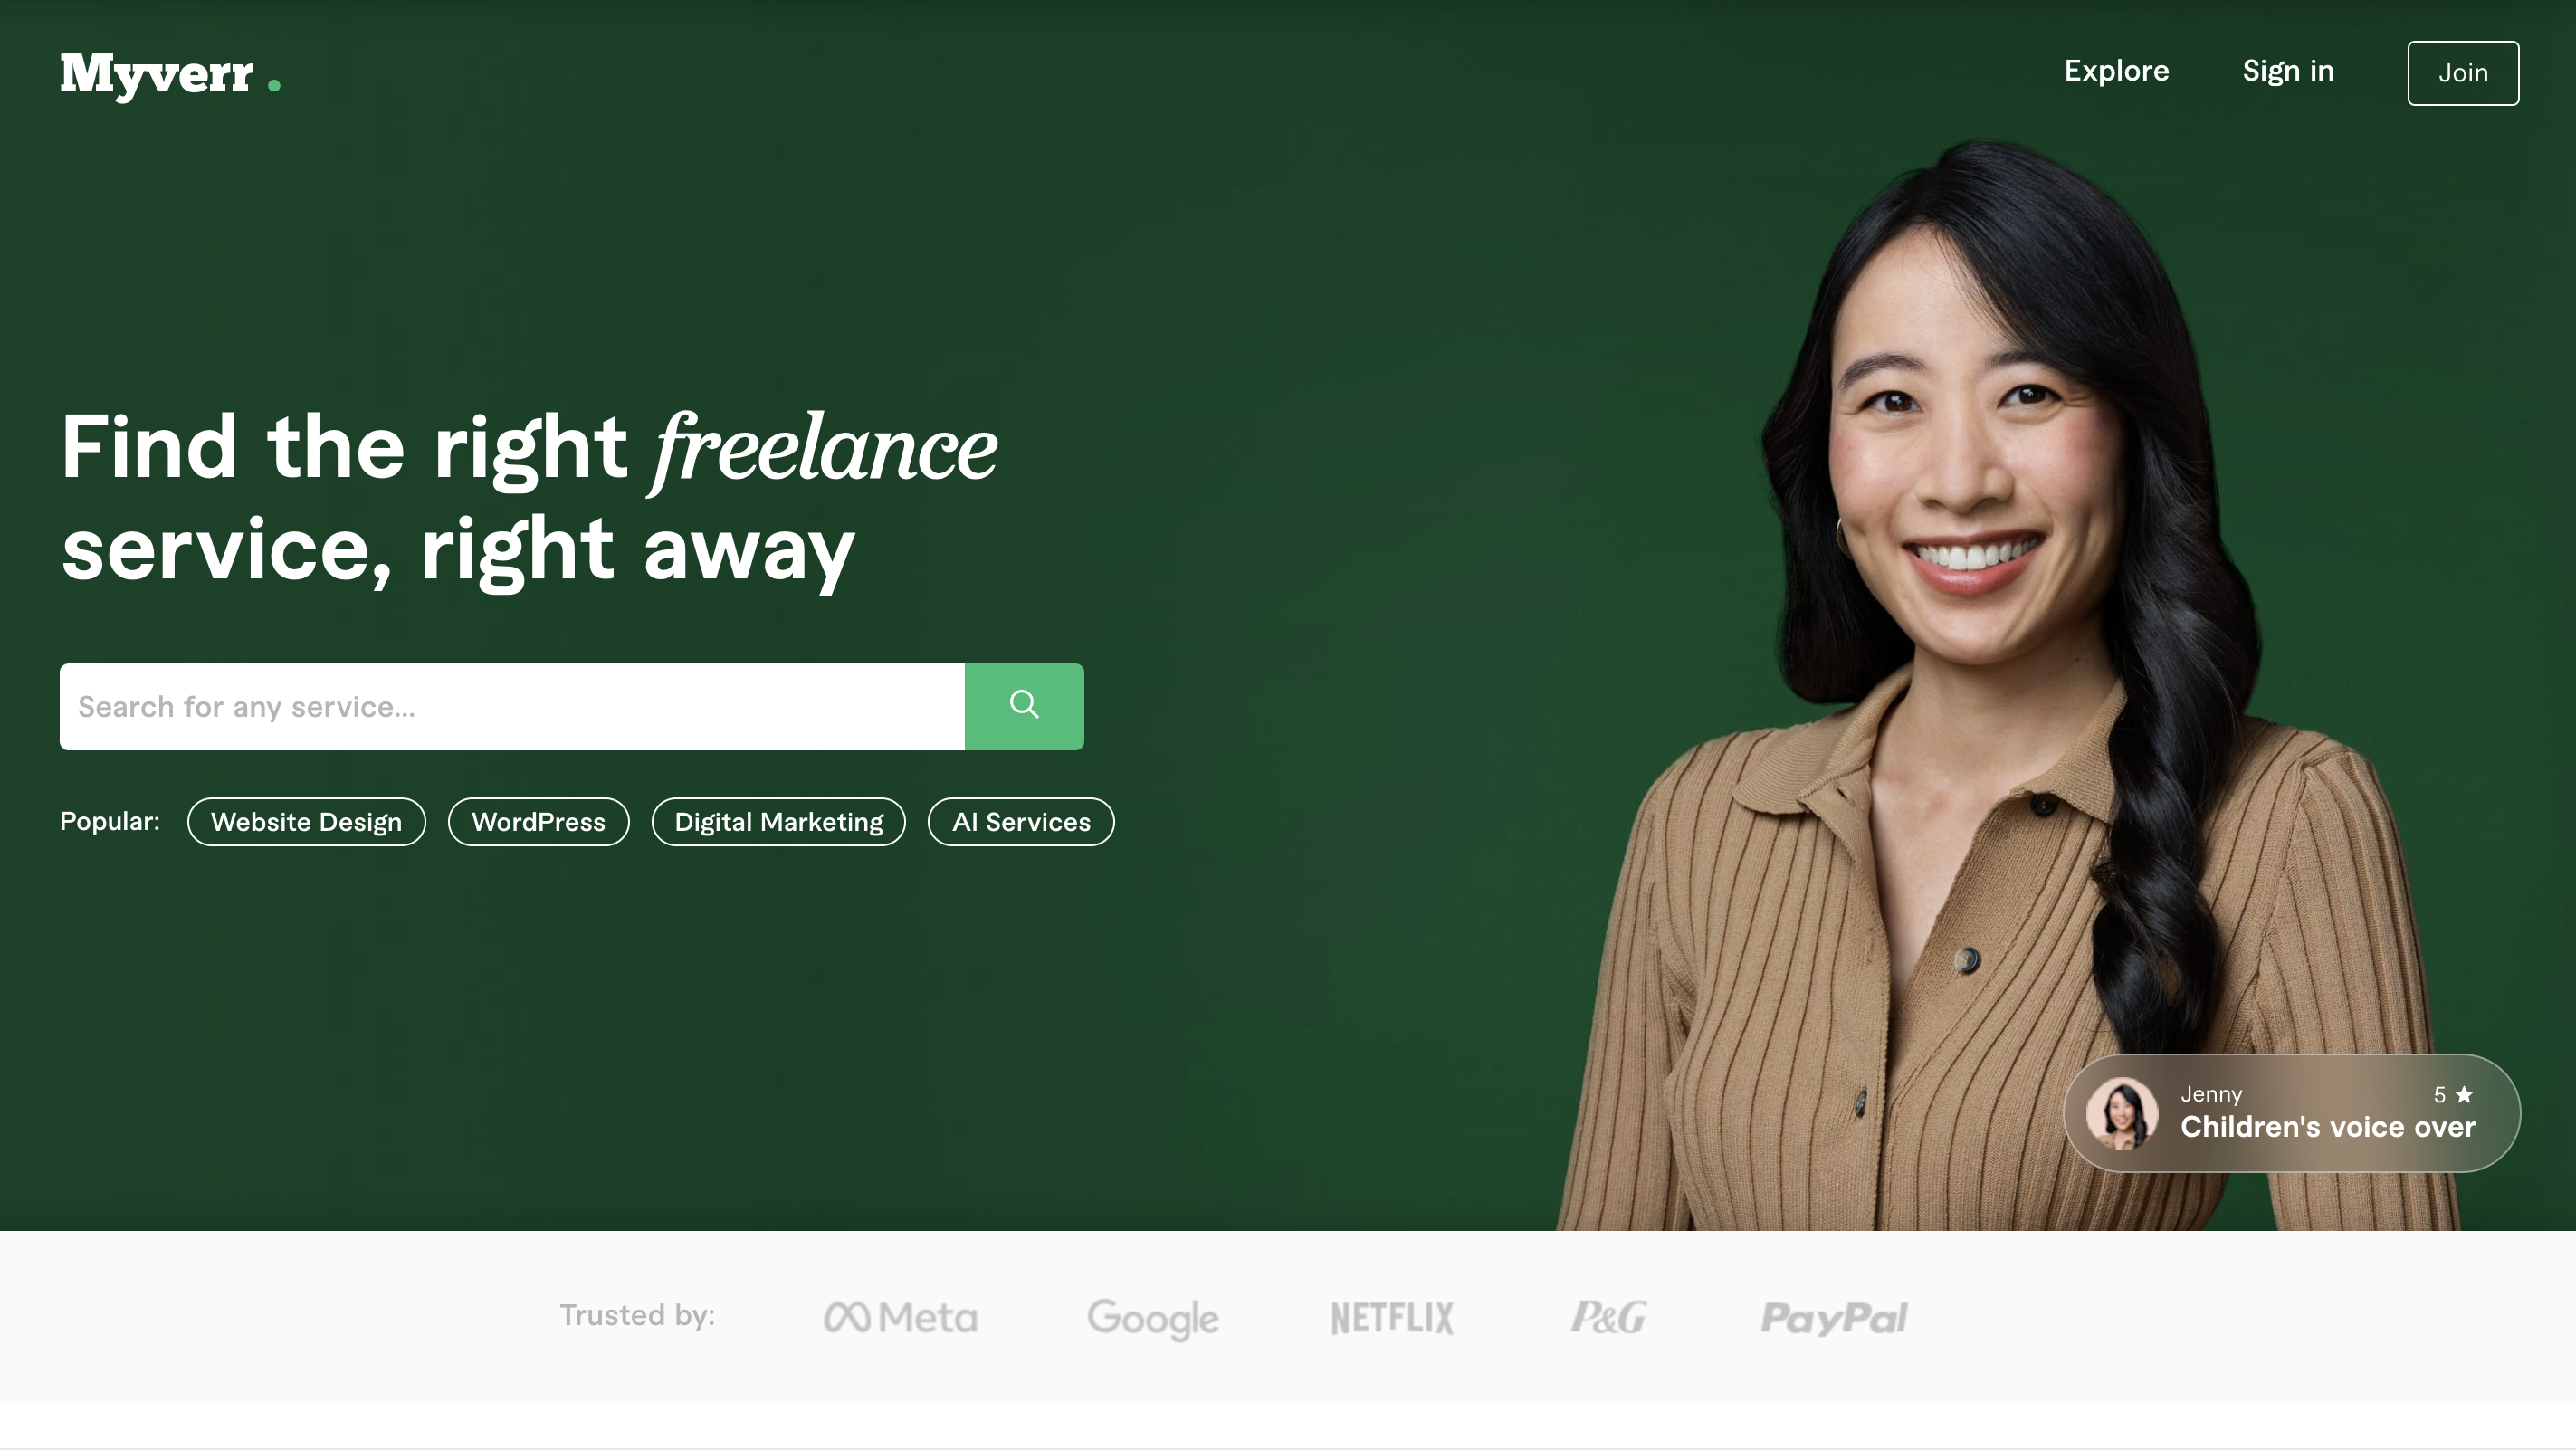 Myverr.
Explore
Sign in
Join
Find the right freelance
service, right away
Search for any service...
Popular:
Website Design
WordPress
Digital Marketing
AI Services
Jenny
5 ★
Children's voice over
Trusted by:
Meta
Google
NETFLIX
P&G
PayPal